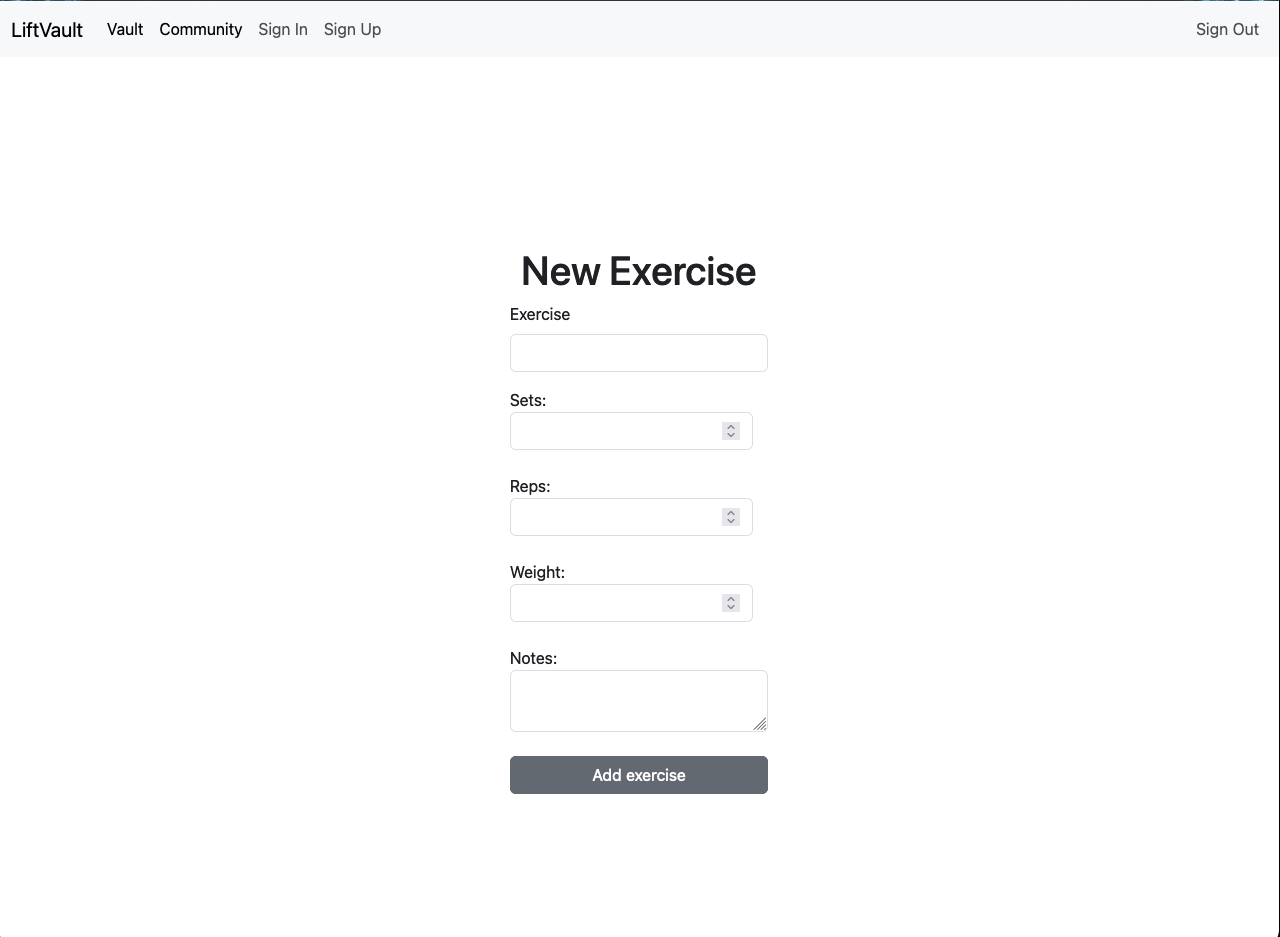 LiftVault Vault Community Sign In Sign Up Sign Out
New Exercise
Exercise
Sets:
Reps:
Weight:
Notes:
Add exercise